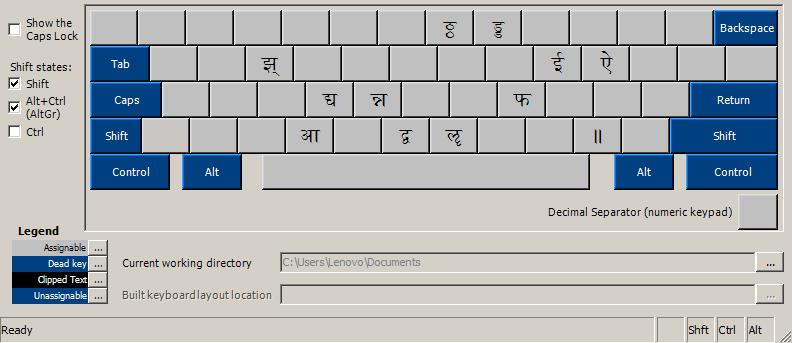 Show the
Caps Lock
Shift states:
Shift
Alt+Ctrl
(AltGr)
Ctrl
Backspace
Tab झ् ई ऐ
Caps द्य न्न फ Return
Shift आ द्व ऌ ॥ Shift
Control Alt Alt Control
Decimal Separator (numeric keypad)
Legend
Assignable ...
Dead key ...
Clipped Text ...
Unassignable ...
Current working directory C:\Users\Lenovo\Documents ...
Built keyboard layout location ...
Ready Shft Ctrl Alt